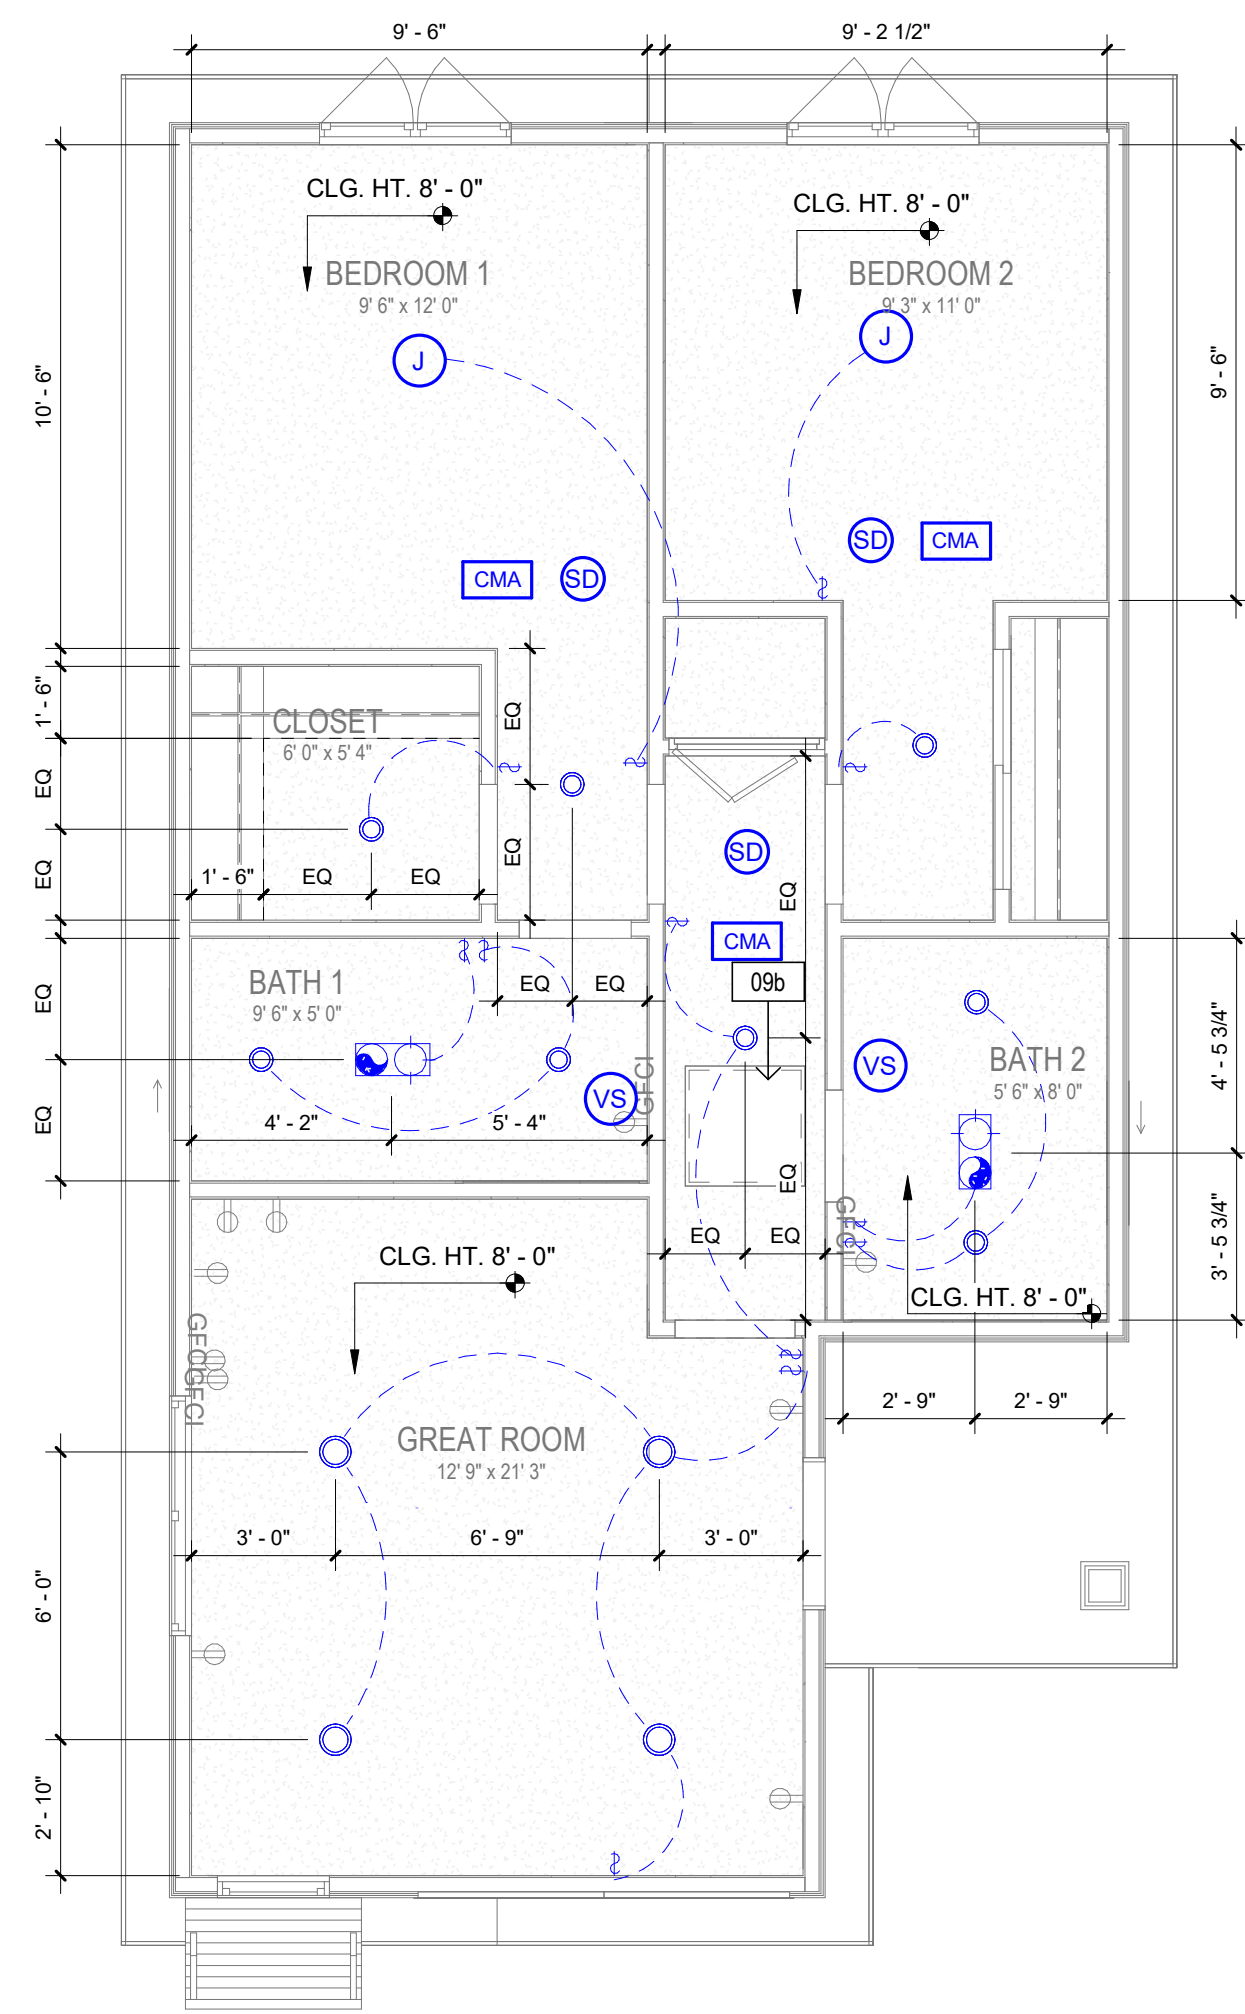 9' - 6"
9' - 2 1/2"
CLG. HT. 8' - 0"
CLG. HT. 8' - 0"
BEDROOM 1
9' 6" x 12' 0"
BEDROOM 2
9' 3" x 11' 0"
J
J
10' - 6"
9' - 6"
SD
CMA
CMA
SD
1' - 6"
CLOSET
6' 0" x 5' 4"
EQ
EQ
EQ
EQ
SD
1' - 6"
EQ
EQ
EQ
CMA
09b
BATH 1
9' 6" x 5' 0"
EQ
EQ
EQ
EQ
VS
GFCI
4' - 2"
5' - 4"
BATH 2
5' 6" x 8' 0"
VS
4' - 5 3/4"
EQ
EQ
EQ
GFCI
3' - 5 3/4"
CLG. HT. 8' - 0"
CLG. HT. 8' - 0"
GFCI
GFCI
2' - 9"
2' - 9"
GREAT ROOM
12' 9" x 21' 3"
3' - 0"
6' - 9"
3' - 0"
6' - 0"
2' - 10"